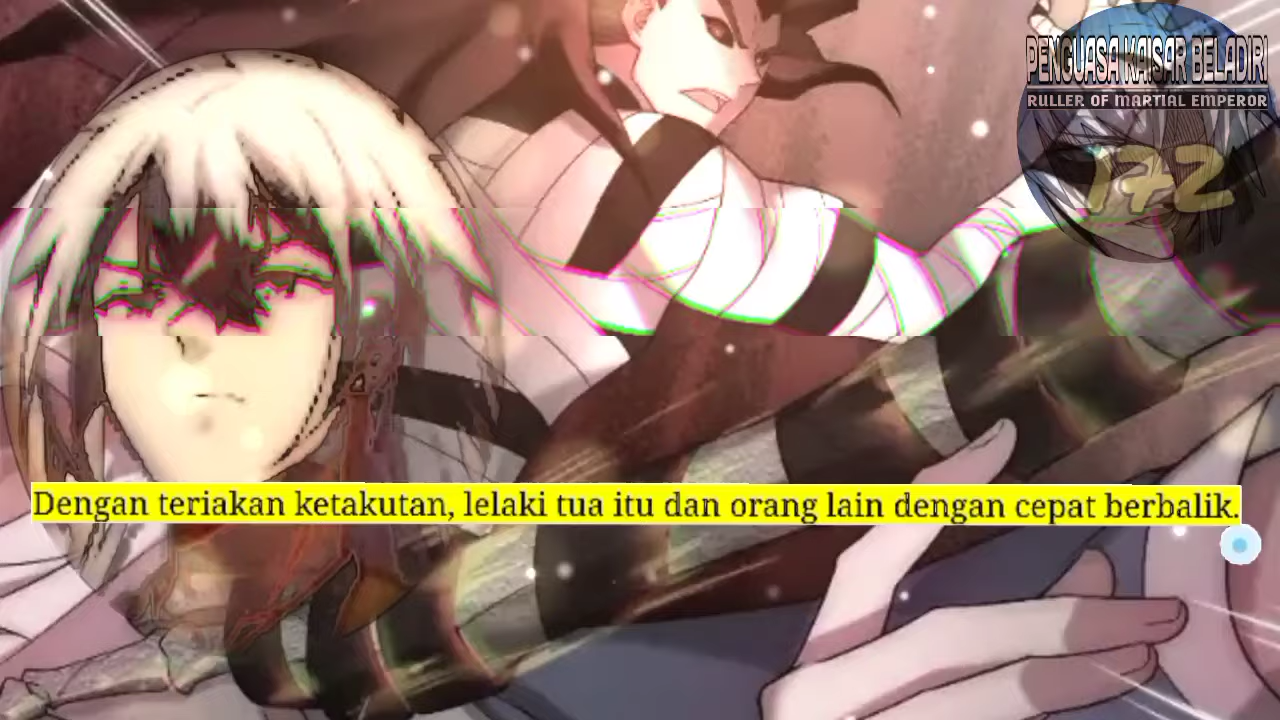 PENGUASA KAISAR BELADIRI
RULLER OF MARTIAL EMPEROR
172
Dengan teriakan ketakutan, lelaki tua itu dan orang lain dengan cepat berbalik.